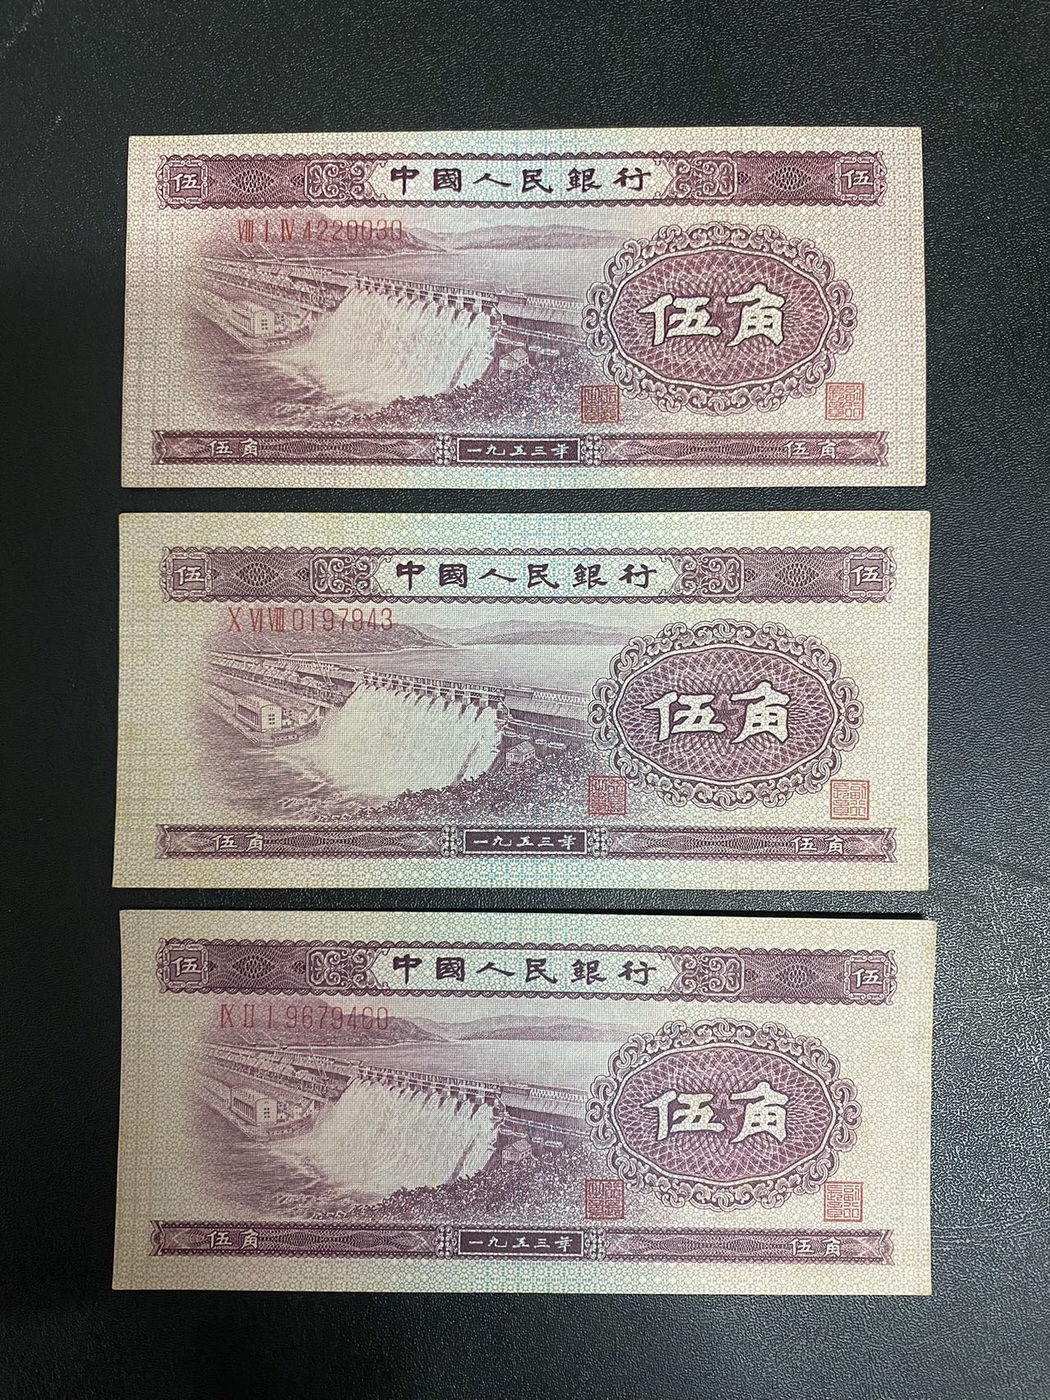 伍 中國人民銀行 伍
Ⅷ Ⅰ Ⅳ 4220030
伍角
伍角 一九五三年 伍角
伍 中國人民銀行 伍
Ⅹ Ⅵ Ⅷ 0197943
伍角
伍角 一九五三年 伍角
伍 中國人民銀行 伍
Ⅸ Ⅱ Ⅰ 9679400
伍角
伍角 一九五三年 伍角